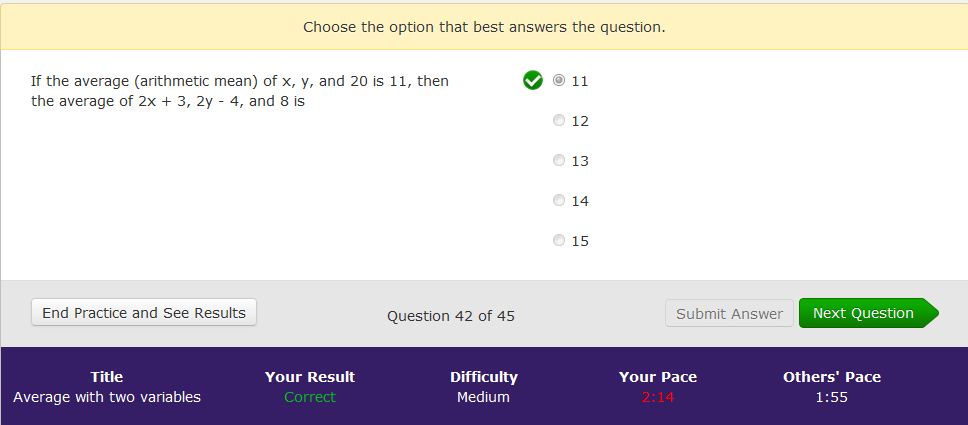 Choose the option that best answers the question.
If the average (arithmetic mean) of x, y, and 20 is 11, then
the average of 2x + 3, 2y - 4, and 8 is
11
12
13
14
15
End Practice and See Results
Question 42 of 45
Submit Answer
Next Question
Title Your Result Difficulty Your Pace Others' Pace
Average with two variables Correct Medium 2:14 1:55